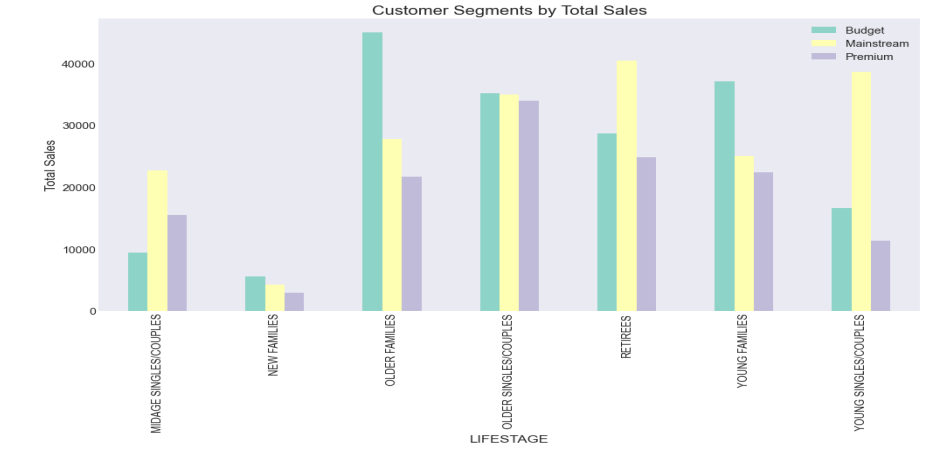 Customer Segments by Total Sales
Budget
Mainstream
Premium
Total Sales
40000
30000
20000
10000
0
MIDAGE SINGLES/COUPLES
NEW FAMILIES
OLDER FAMILIES
OLDER SINGLES/COUPLES
RETIREES
YOUNG FAMILIES
YOUNG SINGLES/COUPLES
LIFESTAGE